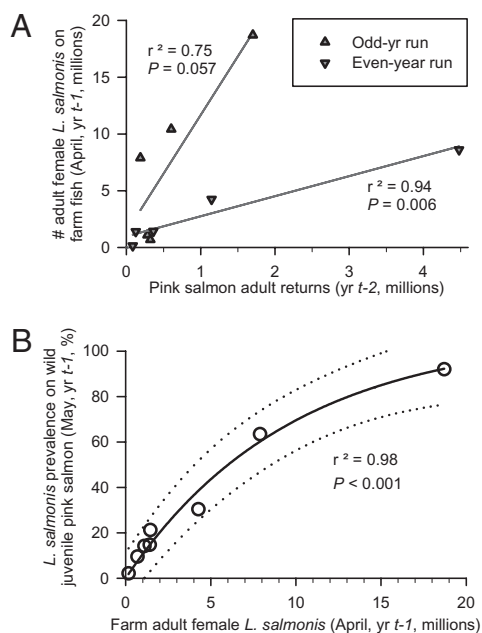 A
# adult female L. salmonis on
farm fish (April, yr t-1, millions)
20
15
10
5
0
r ² = 0.75
P = 0.057
Odd-yr run
Even-year run
r ² = 0.94
P = 0.006
0
1
2
3
4
Pink salmon adult returns (yr t-2, millions)
B
L. salmonis prevalence on wild
juvenile pink salmon (May, yr t-1, %)
100
80
60
40
20
0
r ² = 0.98
P < 0.001
0
5
10
15
20
Farm adult female L. salmonis (April, yr t-1, millions)